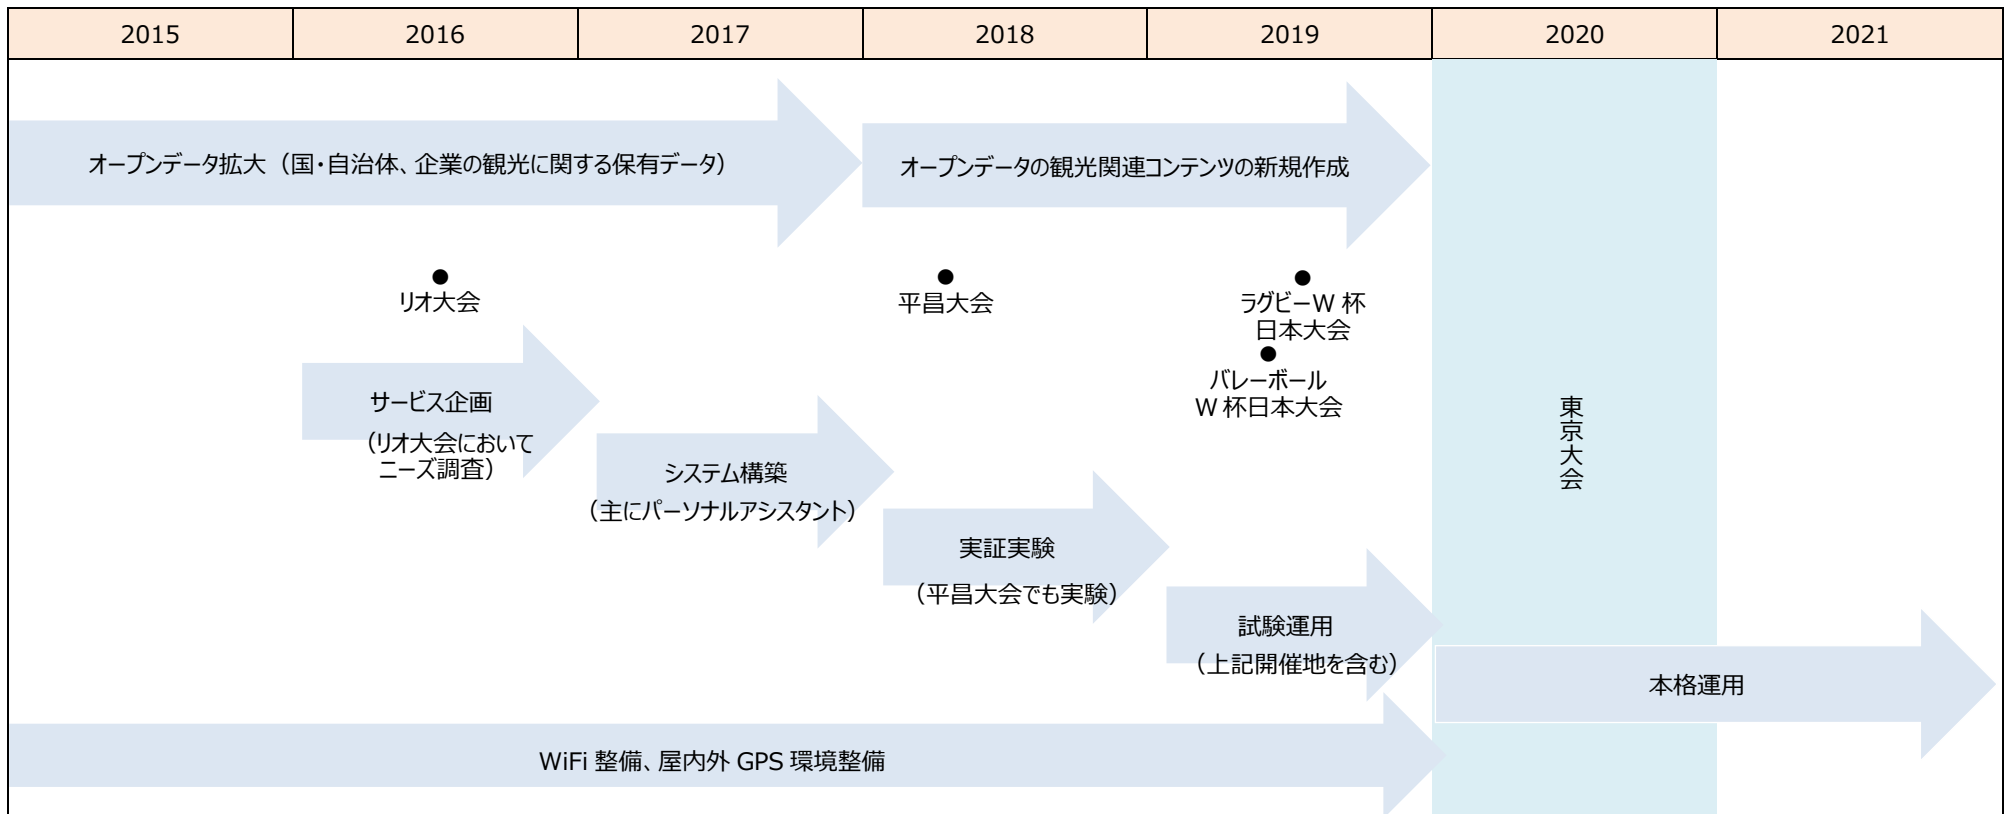 2015 2016 2017 2018 2019 2020 2021
オープンデータ拡大（国・自治体、企業の観光に関する保有データ）
オープンデータの観光関連コンテンツの新規作成
●
リオ大会
●
平昌大会
●
ラグビーW 杯
日本大会
●
バレーボール
W 杯日本大会
サービス企画
（リオ大会において
ニーズ調査）
システム構築
（主にパーソナルアシスタント）
実証実験
（平昌大会でも実験）
試験運用
（上記開催地を含む）
東京大会
本格運用
WiFi 整備、屋内外 GPS 環境整備